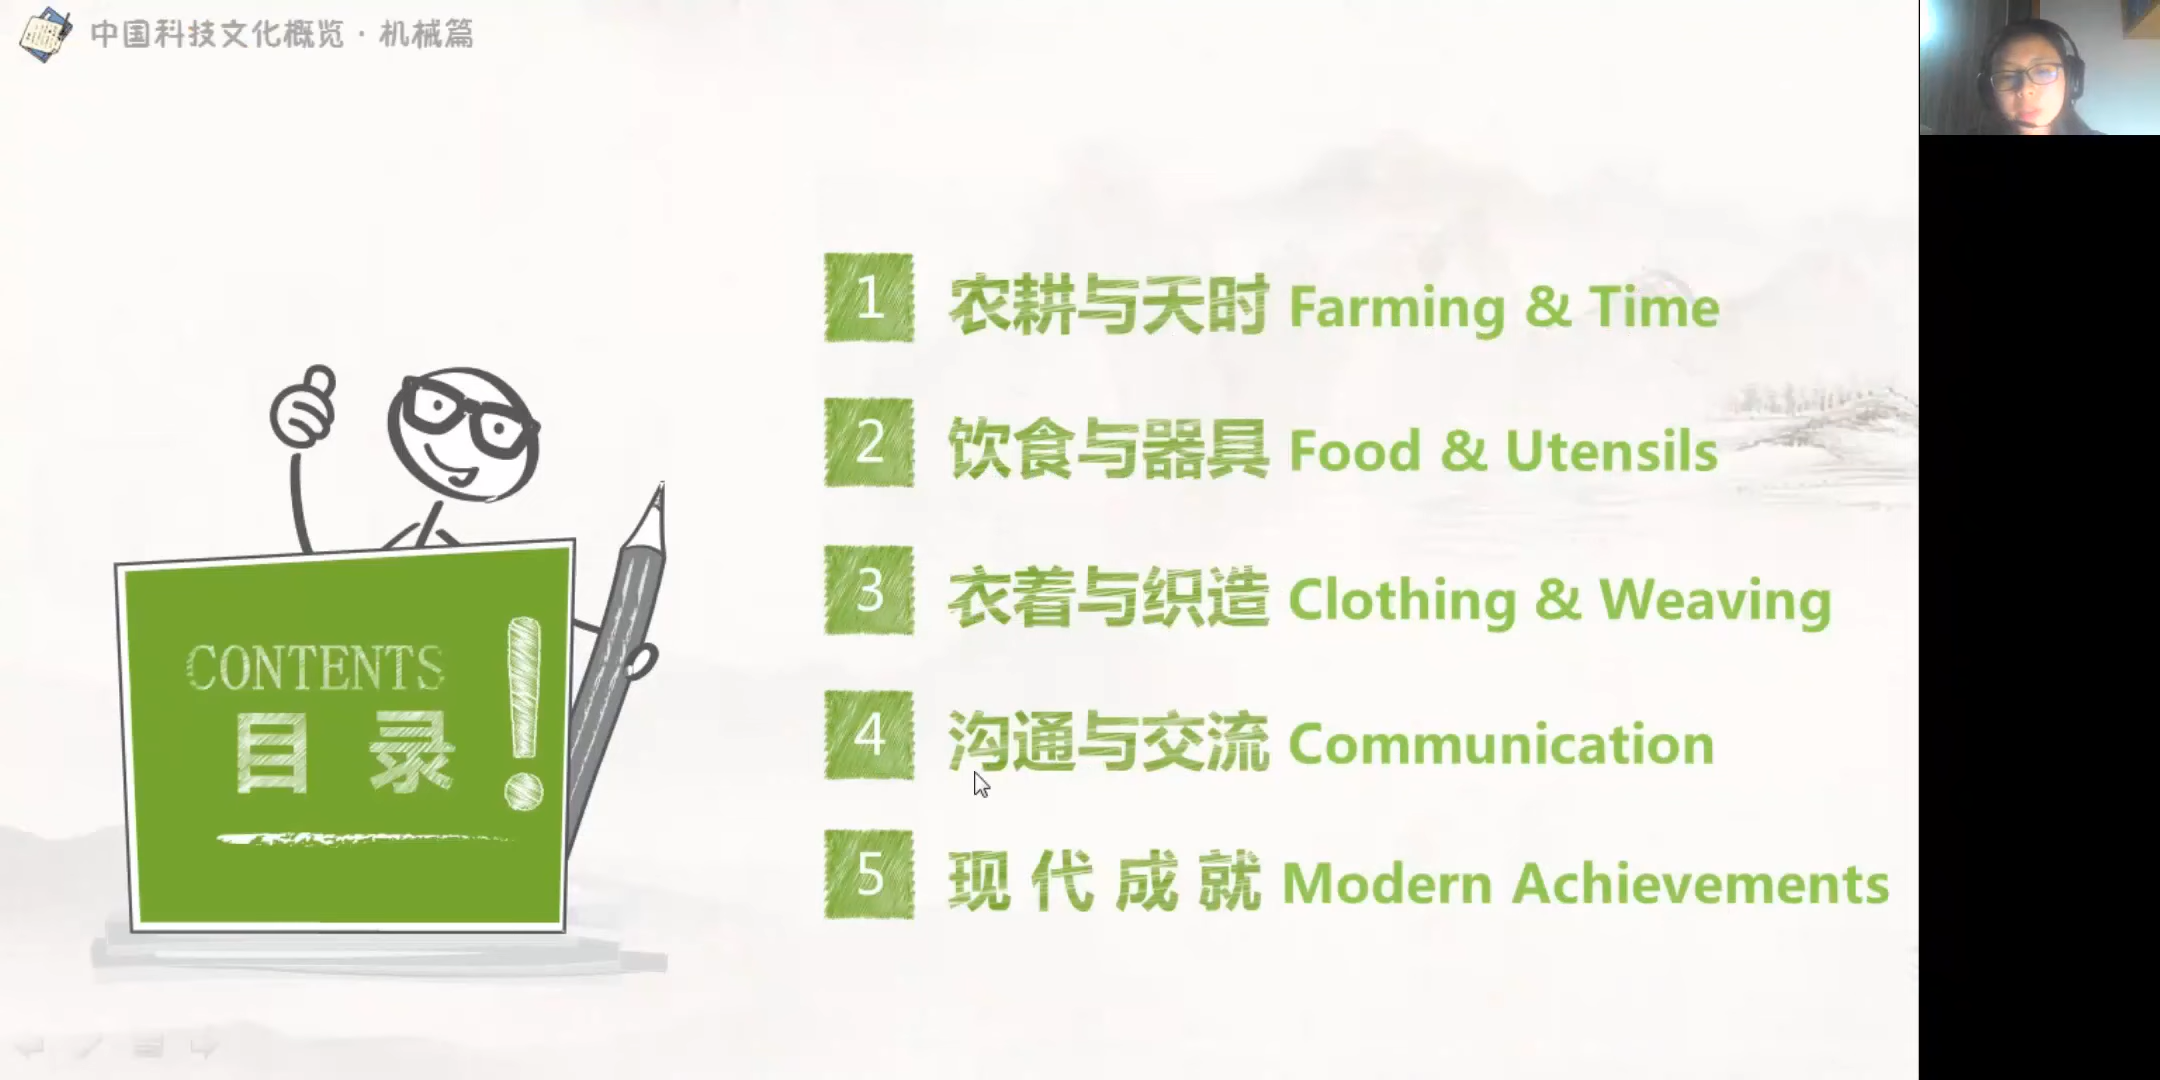 中国科技文化概览·机械篇
CONTENTS
目 录
!
1 农耕与天时 Farming & Time
2 饮食与器具 Food & Utensils
3 衣着与织造 Clothing & Weaving
4 沟通与交流 Communication
5 现代成就 Modern Achievements